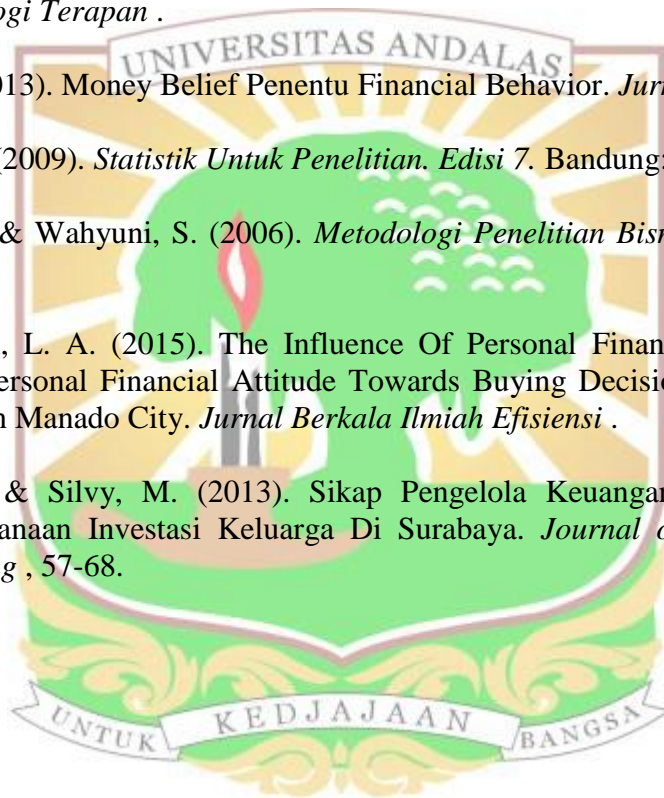 ogi Terapan .
UNIVERSITAS ANDALAS
013). Money Belief Penentu Financial Behavior. Jurn
(2009). Statistik Untuk Penelitian. Edisi 7. Bandung:
& Wahyuni, S. (2006). Metodologi Penelitian Bisn
, L. A. (2015). The Influence Of Personal Finan
ersonal Financial Attitude Towards Buying Decisio
n Manado City. Jurnal Berkala Ilmiah Efisiensi .
& Silvy, M. (2013). Sikap Pengelola Keuangan
anaan Investasi Keluarga Di Surabaya. Journal o
g , 57-68.
UNTUK KEDJAJAAN BANGSA